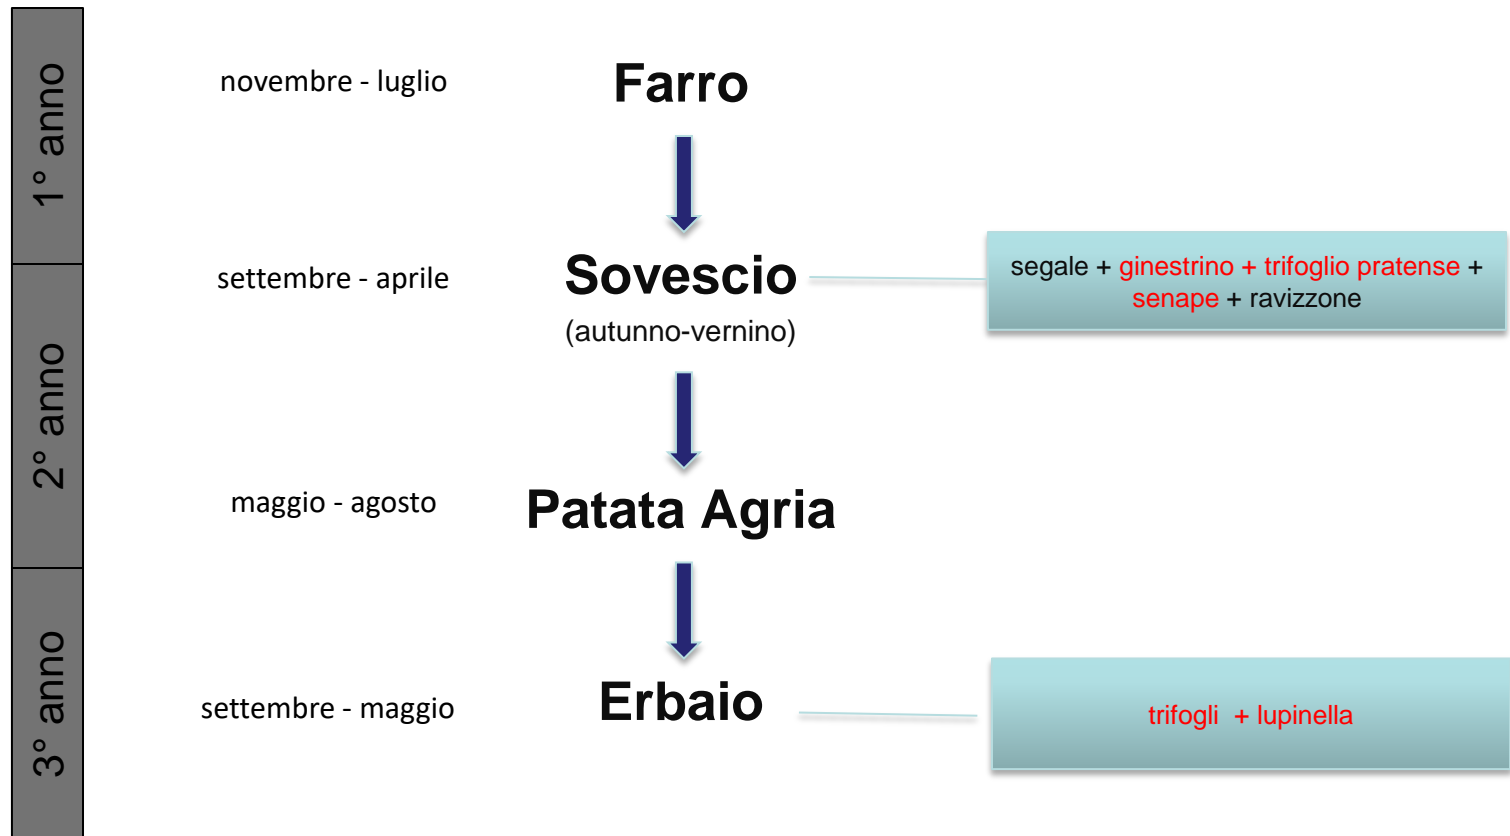 1° anno
novembre - luglio
Farro
settembre - aprile
Sovescio
(autunno-vernino)
segale + ginestrino + trifoglio pratense +
senape + ravizzone
2° anno
maggio - agosto
Patata Agria
3° anno
settembre - maggio
Erbaio
trifogli + lupinella